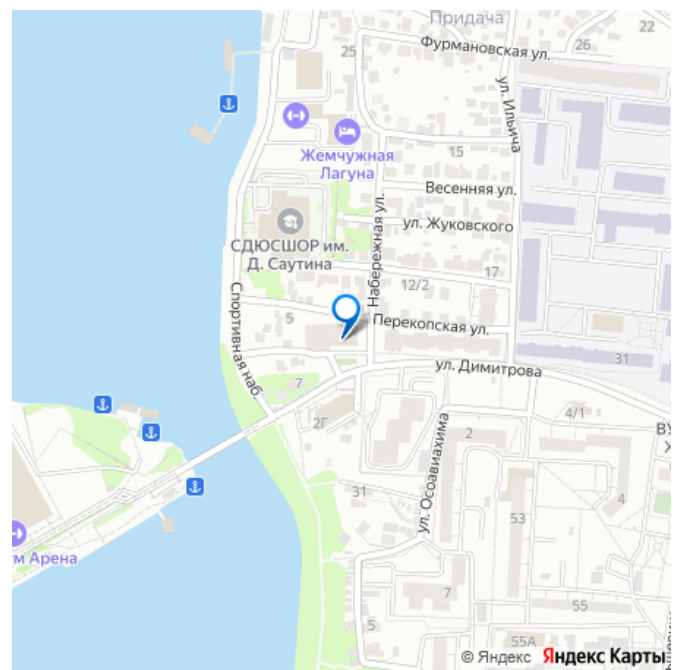 Придача
22
Фурмановская ул.
26
25
ул. Ильича
Жемчужная
Лагуна
15
Весенняя ул.
ул. Жуковского
СДЮСШОР им.
Д. Саутина
Набережная ул.
17
12/2
Спортивная наб.
5
Перекопская ул.
31
ул. Димитрова
7
2Г
4/1
ул. Осоавиахима
2
ВУ
Х
31
4
53
м Арена
7
55
5
55А
© Яндекс Яндекс Карты